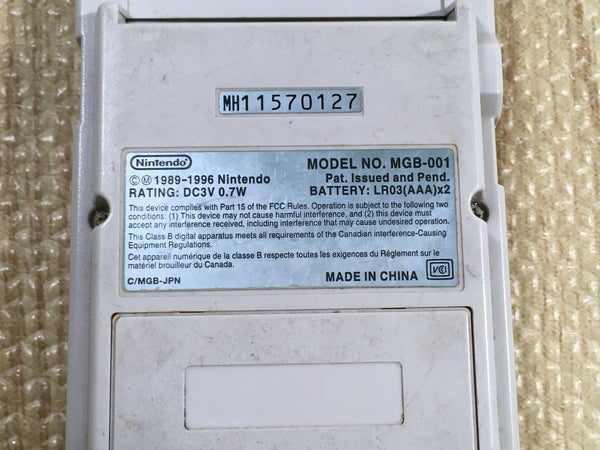 MH11570127
Nintendo
©Ⓜ 1989-1996 Nintendo
RATING: DC3V 0.7W
MODEL NO. MGB-001
Pat. Issued and Pend.
BATTERY: LR03(AAA)x2
This device complies with Part 15 of the FCC Rules. Operation is subject to the following two
conditions: (1) This device may not cause harmful interference, and (2) this device must
accept any interference received, including interference that may cause undesired operation.
This Class B digital apparatus meets all requirements of the Canadian Interference-Causing
Equipment Regulations.
Cet appareil numérique de la classe B respecte toutes les exigences du Règlement sur le
matériel brouilleur du Canada.
C/MGB-JPN
MADE IN CHINA
VCI